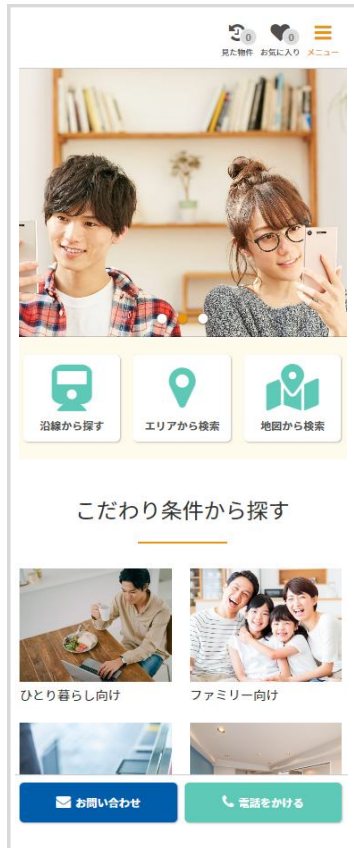 0
0
見た物件 お気に入り メニュー
沿線から探す エリアから検索 地図から検索
こだわり条件から探す
ひとり暮らし向け ファミリー向け
お問い合わせ 電話をかける